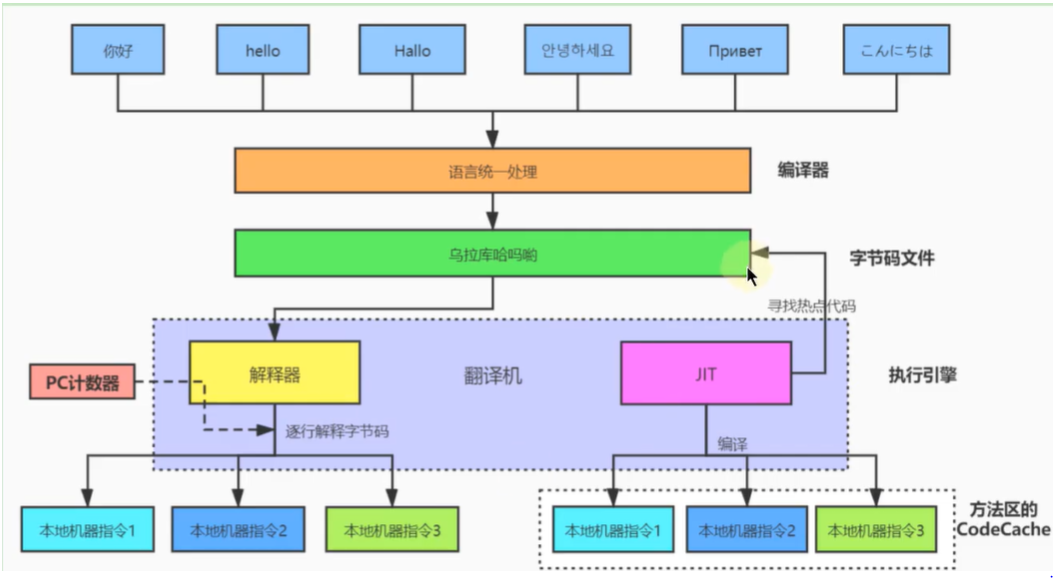 你好
hello
Hallo
안녕하세요
Привет
こんにちは
语言统一处理
编译器
乌拉库哈吗哟
字节码文件
寻找热点代码
PC计数器
解释器
翻译机
JIT
执行引擎
逐行解释字节码
编译
本地机器指令1
本地机器指令2
本地机器指令3
本地机器指令1
本地机器指令2
本地机器指令3
方法区的
CodeCache